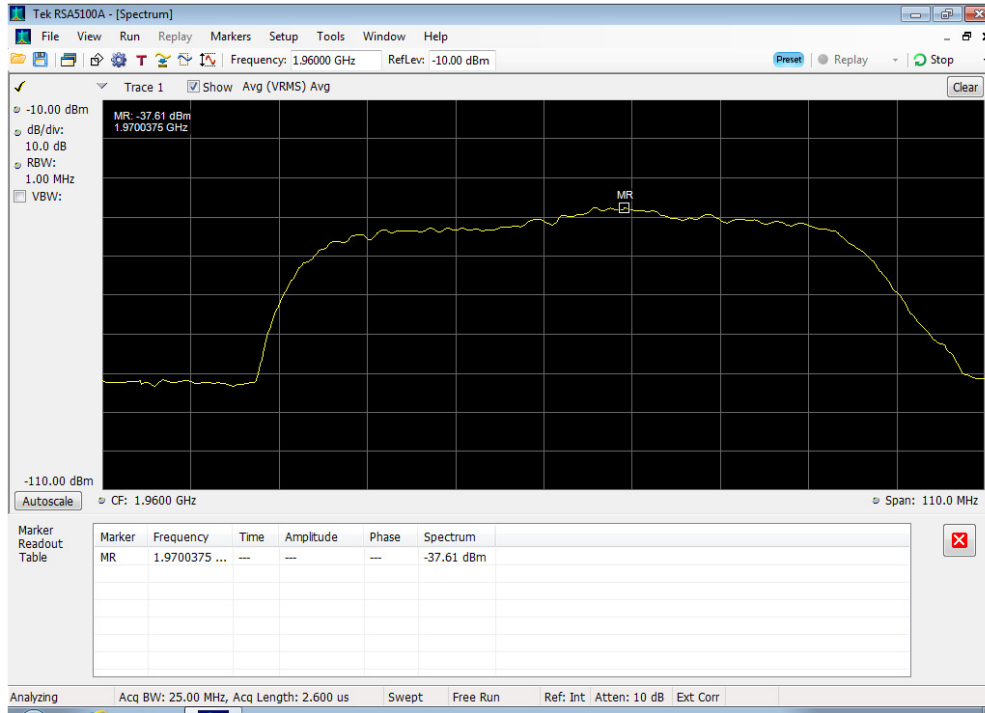 Tek RSA5100A - [Spectrum]
File View Run Replay Markers Setup Tools Window Help
T Frequency: 1.96000 GHz RefLev: -10.00 dBm Preset Replay Stop
Trace 1 Show Avg (VRMS) Avg Clear
-10.00 dBm
dB/div:
10.0 dB
RBW:
1.00 MHz
VBW:
MR: -37.61 dBm
1.9700375 GHz
MR
-110.00 dBm
Autoscale CF: 1.9600 GHz Span: 110.0 MHz
Marker
Readout
Table
Marker Frequency Time Amplitude Phase Spectrum
MR 1.9700375 ... --- --- --- -37.61 dBm
Analyzing Acq BW: 25.00 MHz, Acq Length: 2.600 us Swept Free Run Ref: Int Atten: 10 dB Ext Corr